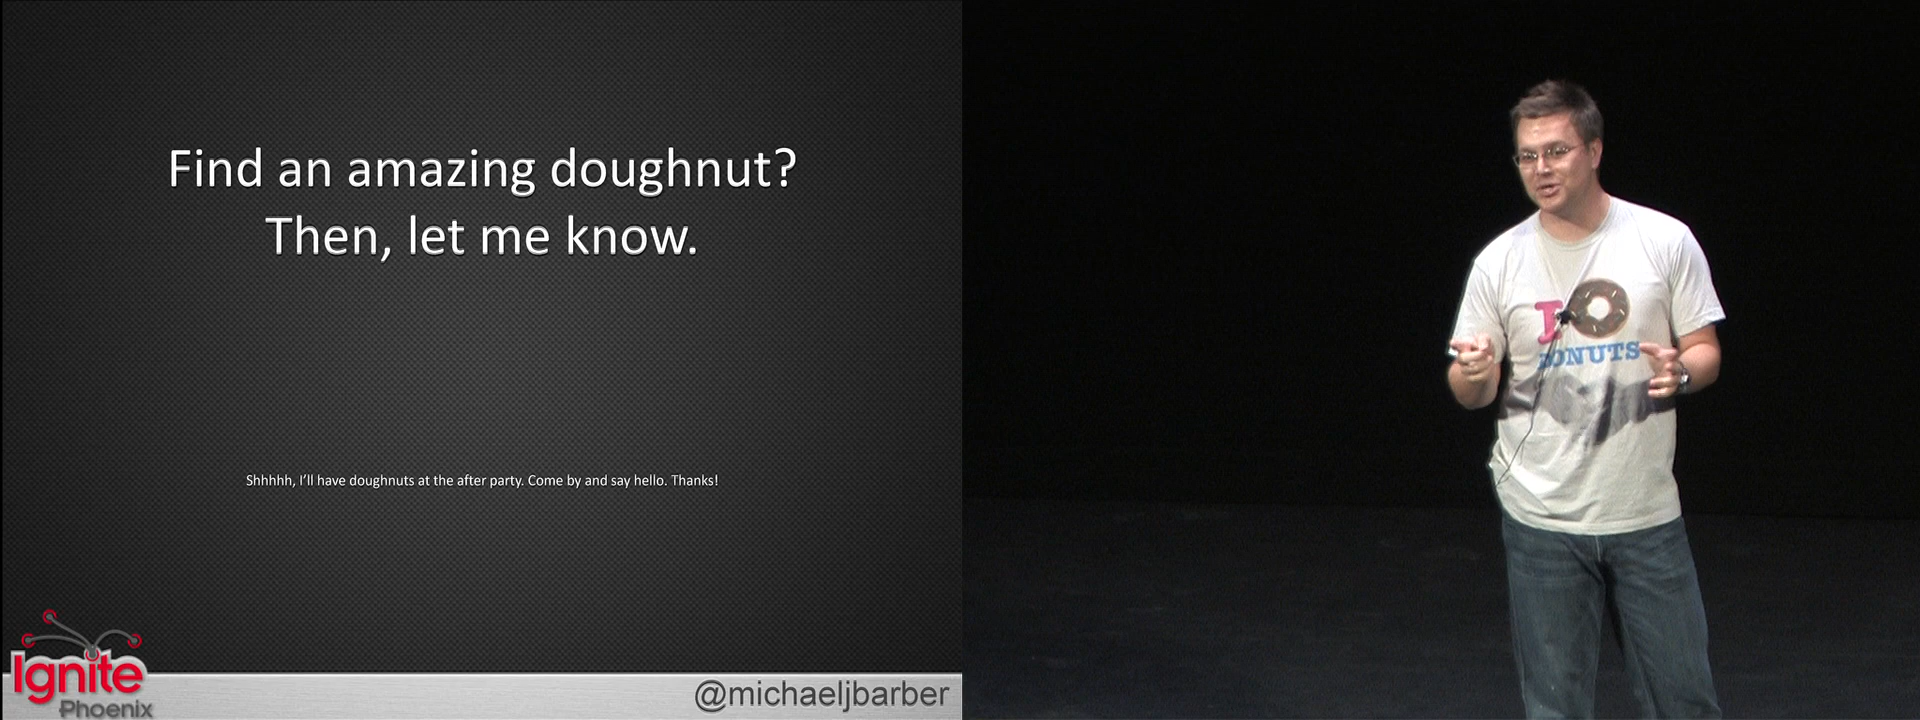 Find an amazing doughnut?
Then, let me know.
Shhhhh, I'll have doughnuts at the after party. Come by and say hello. Thanks!
Ignite
Phoenix
@michaeljbarber
I
DONUTS